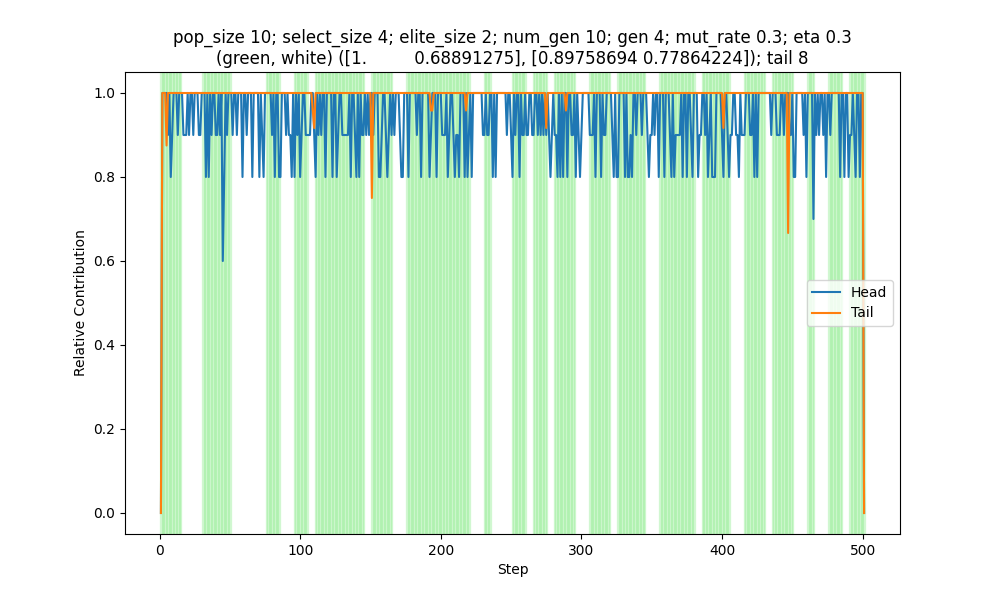 pop_size 10; select_size 4; elite_size 2; num_gen 10; gen 4; mut_rate 0.3; eta 0.3
(green, white) ([1.         0.68891275], [0.89758694 0.77864224]); tail 8
1.0
0.8
0.6
0.4
0.2
0.0
Relative Contribution
Head
Tail
0
100
200
300
400
500
Step